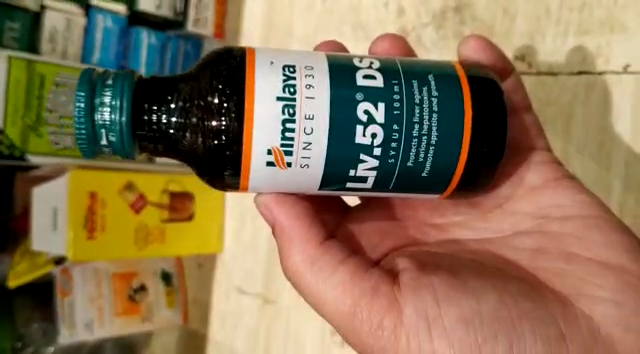 Himalaya
SINCE 1930
Liv.52® DS
SYRUP 100ml
Protects the liver against
various hepatotoxins.
Promotes appetite and growth.